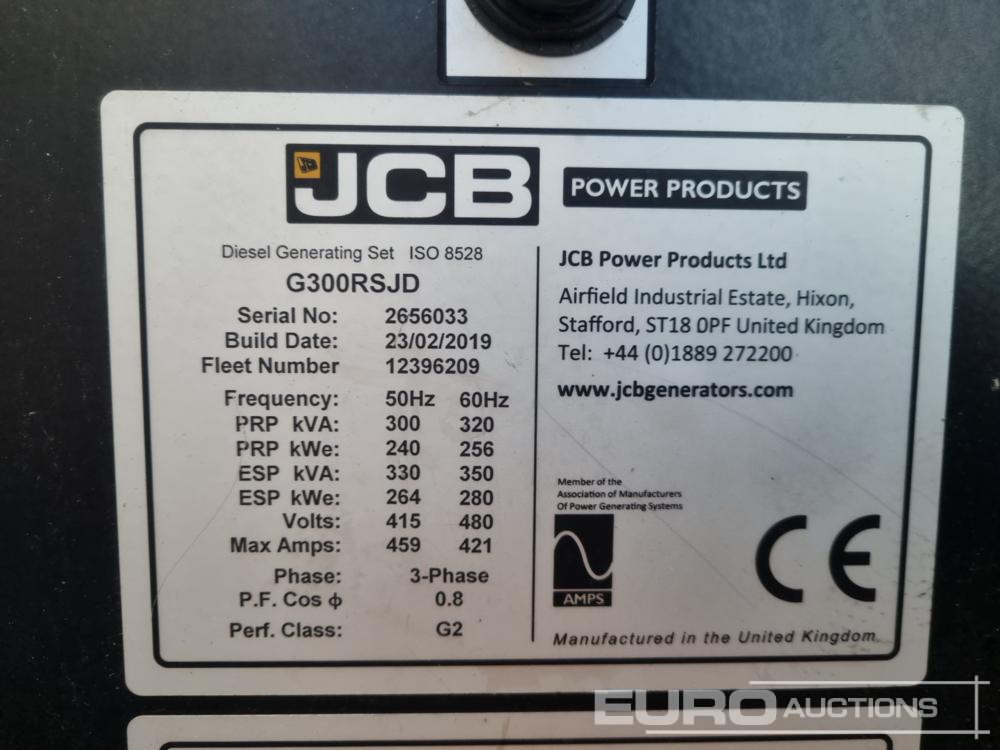 JCB
POWER PRODUCTS
Diesel Generating Set ISO 8528
G300RSJD
Serial No: 2656033
Build Date: 23/02/2019
Fleet Number 12396209
Frequency: 50Hz 60Hz
PRP kVA: 300 320
PRP kWe: 240 256
ESP kVA: 330 350
ESP kWe: 264 280
Volts: 415 480
Max Amps: 459 421
Phase: 3-Phase
P.F. Cos ϕ 0.8
Perf. Class: G2
JCB Power Products Ltd
Airfield Industrial Estate, Hixon,
Stafford, ST18 0PF United Kingdom
Tel: +44 (0)1889 272200
www.jcbgenerators.com
Member of the
Association of Manufacturers
Of Power Generating Systems
AMPS
CE
Manufactured in the United Kingdom.
EURO AUCTIONS